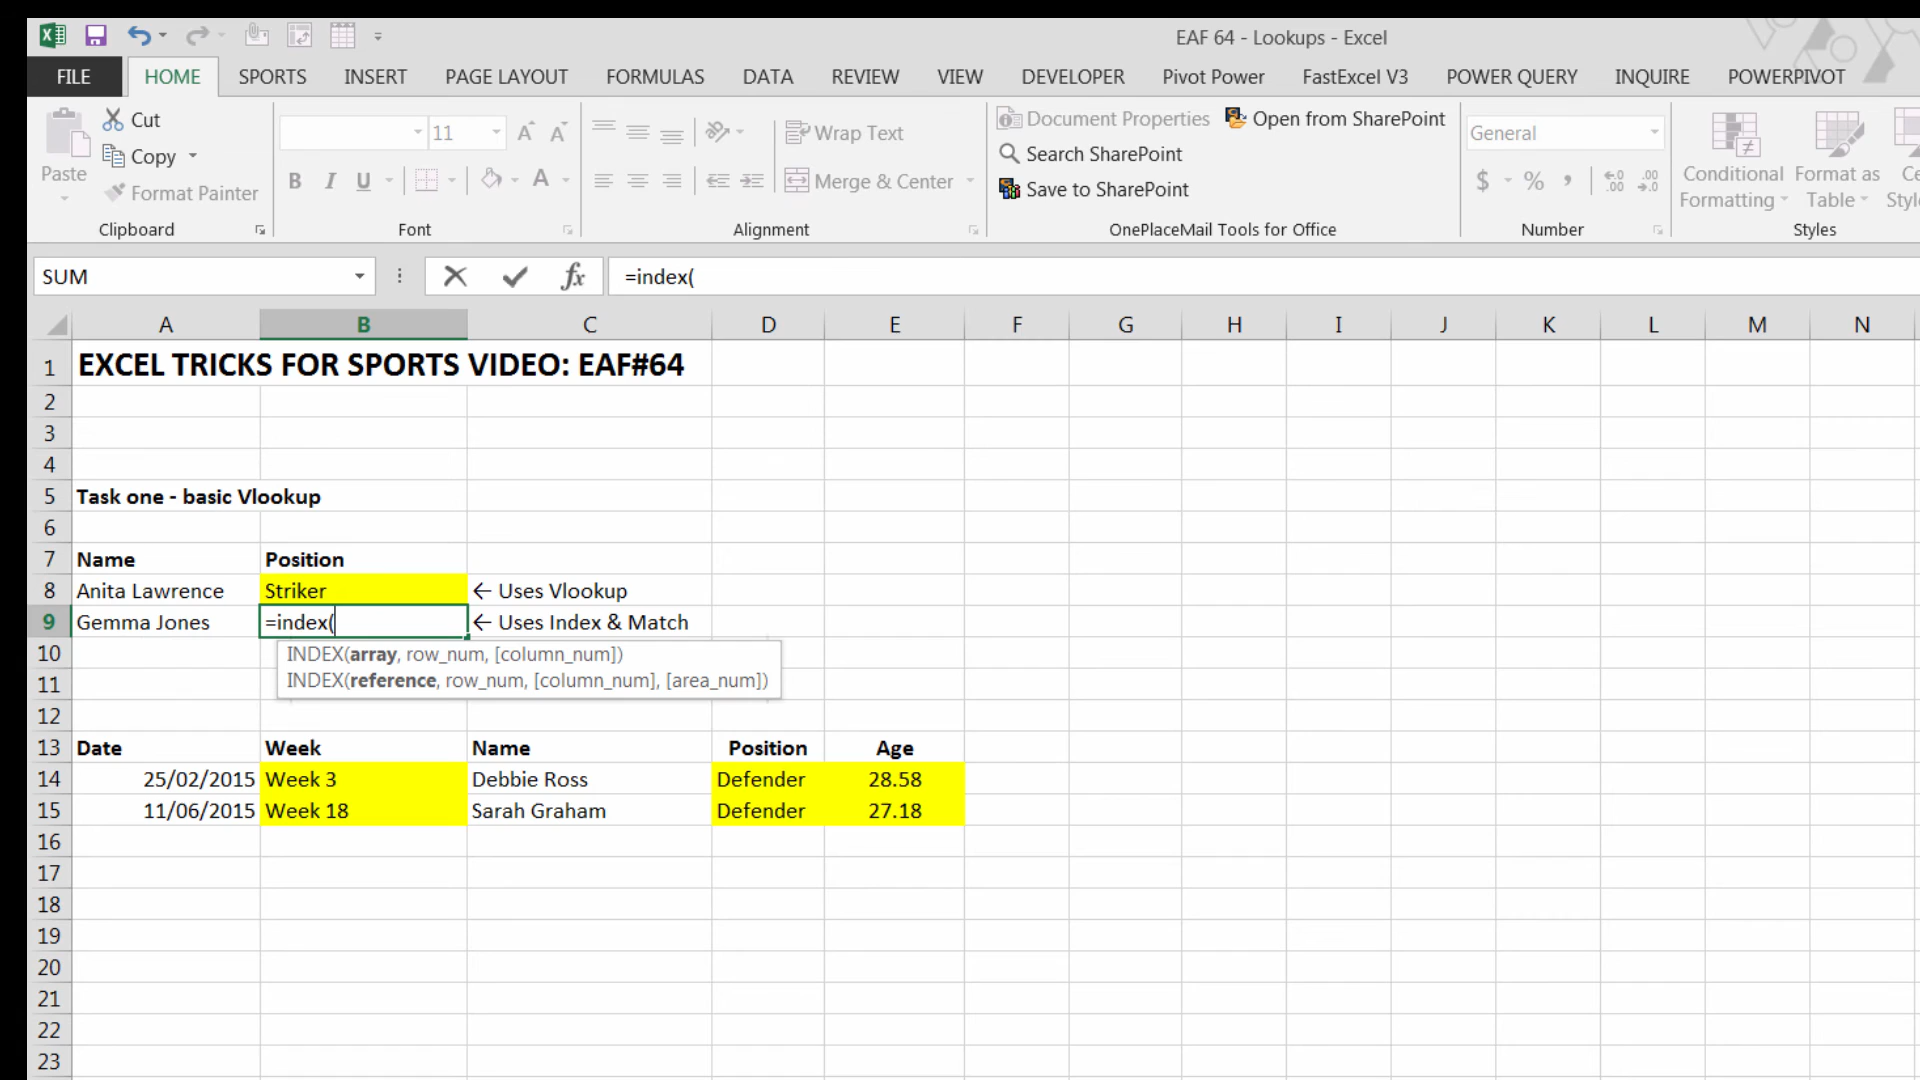 EAF 64 - Lookups - Excel
FILE HOME SPORTS INSERT PAGE LAYOUT FORMULAS DATA REVIEW VIEW DEVELOPER Pivot Power FastExcel V3 POWER QUERY INQUIRE POWERPIVOT
Paste
Cut
Copy
Format Painter
Clipboard
11
B I U A
Font
Wrap Text
Merge & Center
Alignment
Document Properties Open from SharePoint
Search SharePoint
Save to SharePoint
OnePlaceMail Tools for Office
General
$ % ,
Number
Conditional Formatting
Format as Table
Styles
SUM fx =index(
A B C D E F G H I J K L M N
1 EXCEL TRICKS FOR SPORTS VIDEO: EAF#64
2
3
4
5 Task one - basic Vlookup
6
7 Name Position
8 Anita Lawrence Striker ← Uses Vlookup
9 Gemma Jones =index( ← Uses Index & Match
10 INDEX(array, row_num, [column_num])
11 INDEX(reference, row_num, [column_num], [area_num])
12
13 Date Week Name Position Age
14 25/02/2015 Week 3 Debbie Ross Defender 28.58
15 11/06/2015 Week 18 Sarah Graham Defender 27.18
16
17
18
19
20
21
22
23